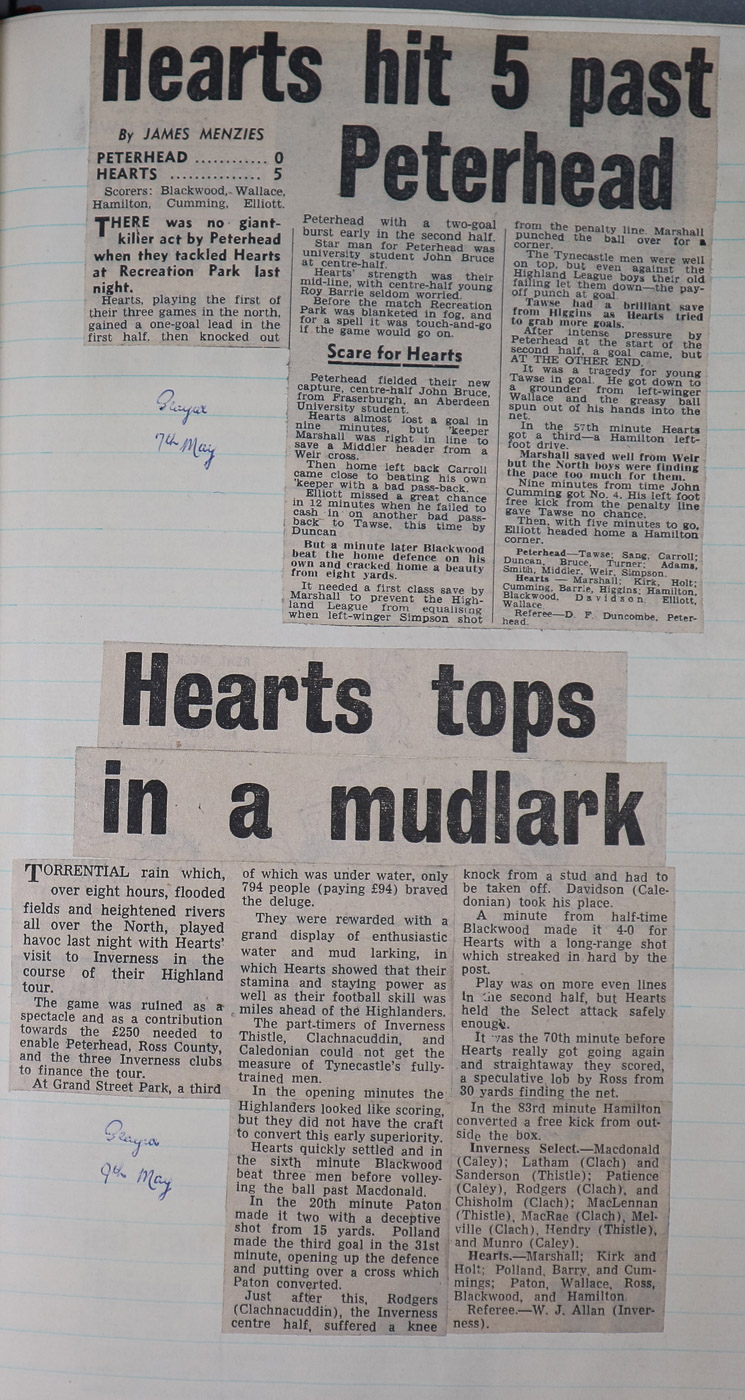 Hearts hit 5 past
Peterhead
By JAMES MENZIES
PETERHEAD ............ 0
HEARTS ................ 5
Scorers: Blackwood, Wallace,
Hamilton, Cumming, Elliott.
THERE was no giant-
killer act by Peterhead
when they tackled Hearts
at Recreation Park last
night.
Hearts, playing the first of
their three games in the north,
gained a one-goal lead in the
first half, then knocked out
Peterhead with a two-goal
burst early in the second half.
Star man for Peterhead was
university student John Bruce
at centre-half.
Hearts' strength was their
mid-line, with centre-half young
Roy Barrie seldom worried.
Before the match Recreation
Park was blanketed in fog, and
for a spell it was touch-and-go
if the game would go on.
Scare for Hearts
Peterhead fielded their new
capture, centre-half John Bruce,
from Fraserburgh, an Aberdeen
University student.
Hearts almost lost a goal in
nine minutes, but 'keeper
Marshall was right in line to
save a Middler header from a
Weir cross.
Then home left back Carroll
came close to beating his own
'keeper with a bad pass-back.
Elliott missed a great chance
in 12 minutes when he failed to
cash in on another bad pass-
back to Tawse, this time by
Duncan
But a minute later Blackwood
beat the home defence on his
own and cracked home a beauty
from eight yards.
It needed a first class save by
Marshall to prevent the High-
land League from equalising
when left-winger Simpson shot
from the penalty line. Marshall
punched the ball over for a
corner.
The Tynecastle men were well
on top, but even against the
Highland League boys their old
failing let them down—the pay-
off punch at goal.
Tawse had a brilliant save
from Higgins as Hearts tried
to grab more goals.
After intense pressure by
Peterhead at the start of the
second half, a goal came, but
AT THE OTHER END.
It was a tragedy for young
Tawse in goal. He got down to
a grounder from left-winger
Wallace and the greasy ball
spun out of his hands into the
net.
In the 57th minute Hearts
got a third—a Hamilton left-
foot drive.
Marshall saved well from Weir
but the North boys were finding
the pace too much for them.
Nine minutes from time John
Cumming got No. 4. His left foot
free kick from the penalty line
gave Tawse no chance.
Then, with five minutes to go,
Elliott headed home a Hamilton
corner.
Peterhead—Tawse; Sang, Carroll;
Duncan, Bruce, Turner; Adams,
Smith, Middler, Weir, Simpson.
Hearts — Marshall; Kirk, Holt;
Cumming, Barrie, Higgins; Hamilton,
Blackwood, Davidson, Elliott,
Wallace
Referee—D. F. Duncombe, Peter-
head.
7th May
Hearts tops
in a mudlark
TORRENTIAL rain which,
over eight hours, flooded
fields and heightened rivers
all over the North, played
havoc last night with Hearts'
visit to Inverness in the
course of their Highland
tour.
The game was ruined as a
spectacle and as a contribution
towards the £250 needed to
enable Peterhead, Ross County,
and the three Inverness clubs
to finance the tour.
At Grand Street Park, a third
of which was under water, only
794 people (paying £94) braved
the deluge.
They were rewarded with a
grand display of enthusiastic
water and mud larking, in
which Hearts showed that their
stamina and staying power as
well as their football skill was
miles ahead of the Highlanders.
The part-timers of Inverness
Thistle, Clachnacuddin, and
Caledonian could not get the
measure of Tynecastle's fully-
trained men.
In the opening minutes the
Highlanders looked like scoring,
but they did not have the craft
to convert this early superiority.
Hearts quickly settled and in
the sixth minute Blackwood
beat three men before volley-
ing the ball past Macdonald.
In the 20th minute Paton
made it two with a deceptive
shot from 15 yards. Polland
made the third goal in the 31st
minute, opening up the defence
and putting over a cross which
Paton converted.
Just after this, Rodgers
(Clachnacuddin), the Inverness
centre half, suffered a knee
knock from a stud and had to
be taken off. Davidson (Cale-
donian) took his place.
A minute from half-time
Blackwood made it 4-0 for
Hearts with a long-range shot
which streaked in hard by the
post.
Play was on more even lines
in the second half, but Hearts
held the Select attack safely
enough.
It was the 70th minute before
Hearts really got going again
and straightaway they scored,
a speculative lob by Ross from
30 yards finding the net.
In the 83rd minute Hamilton
converted a free kick from out-
side the box.
Inverness Select.—Macdonald
(Caley); Latham (Clach) and
Sanderson (Thistle); Patience
(Caley), Rodgers (Clach), and
Chisholm (Clach); MacLennan
(Thistle), MacRae (Clach), Mel-
ville (Clach), Hendry (Thistle),
and Munro (Caley).
Hearts.—Marshall; Kirk and
Holt; Polland, Barry, and Cum-
mings; Paton, Wallace, Ross,
Blackwood, and Hamilton.
Referee.—W. J. Allan (Inver-
ness).
9th May